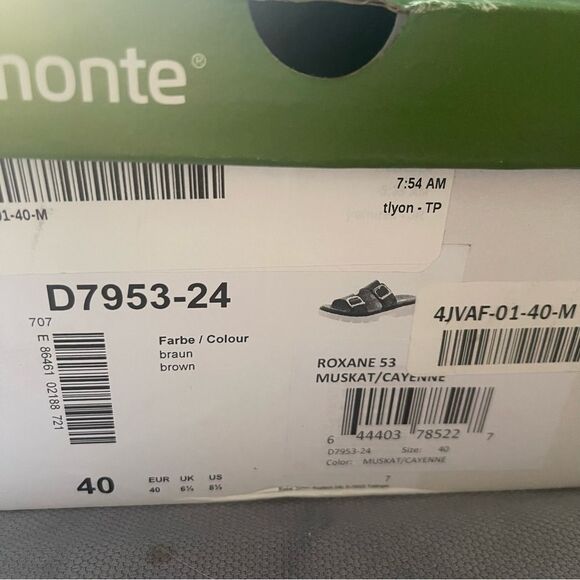 monte®
7:54 AM
tlyon - TP
01-40-M
D7953-24
707
E 86461 02188 721
Farbe / Colour
braun
brown
4JVAF-01-40-M
ROXANE 53
MUSKAT/CAYENNE
6 44403 78522 7
D7953-24 Size: 40
Color: MUSKAT/CAYENNE
7
40
EUR UK US
40 6½ 8½